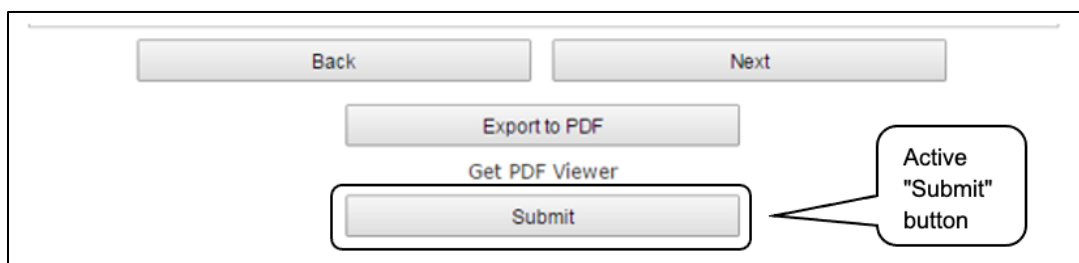 Back
Next
Export to PDF
Get PDF Viewer
Submit
Active
"Submit"
button